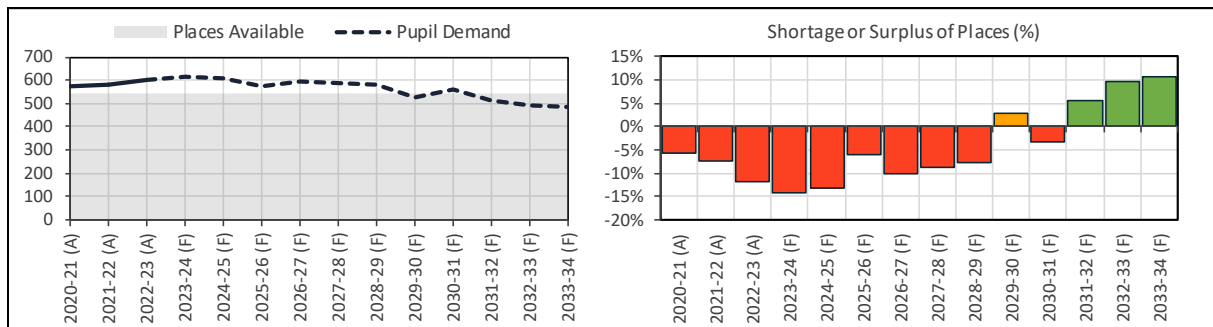 Places Available
Pupil Demand
700
600
500
400
300
200
100
0
2020-21 (A)
2021-22 (A)
2022-23 (A)
2023-24 (F)
2024-25 (F)
2025-26 (F)
2026-27 (F)
2027-28 (F)
2028-29 (F)
2029-30 (F)
2030-31 (F)
2031-32 (F)
2032-33 (F)
2033-34 (F)
Shortage or Surplus of Places (%)
15%
10%
5%
0%
-5%
-10%
-15%
-20%
2020-21 (A)
2021-22 (A)
2022-23 (A)
2023-24 (F)
2024-25 (F)
2025-26 (F)
2026-27 (F)
2027-28 (F)
2028-29 (F)
2029-30 (F)
2030-31 (F)
2031-32 (F)
2032-33 (F)
2033-34 (F)